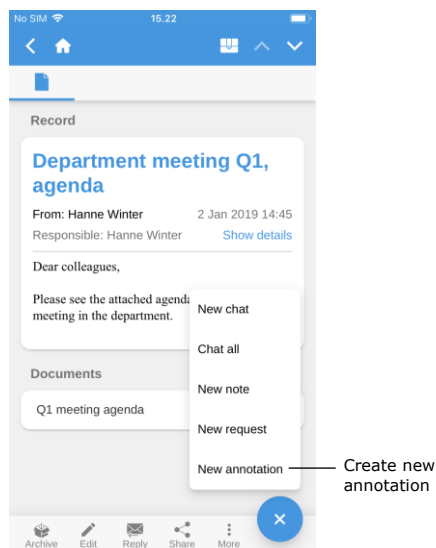 No SIM 15.22
Record
Department meeting Q1,
agenda
From: Hanne Winter 2 Jan 2019 14:45
Responsible: Hanne Winter Show details
Dear colleagues,
Please see the attached agenda
meeting in the department.
New chat
Chat all
Documents
New note
Q1 meeting agenda
New request
New annotation
Create new
annotation
Archive Edit Reply Share More